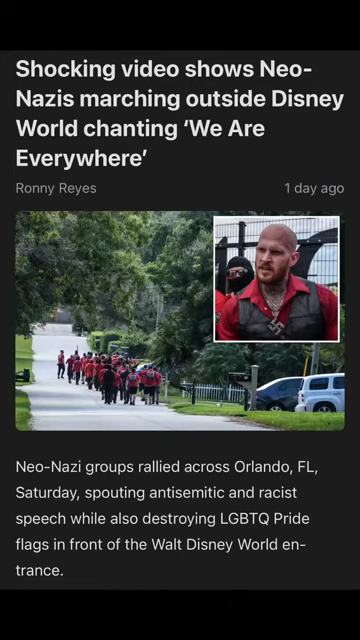 Shocking video shows Neo-
Nazis marching outside Disney
World chanting ‘We Are
Everywhere’
Ronny Reyes
1 day ago
Neo-Nazi groups rallied across Orlando, FL,
Saturday, spouting antisemitic and racist
speech while also destroying LGBTQ Pride
flags in front of the Walt Disney World en-
trance.